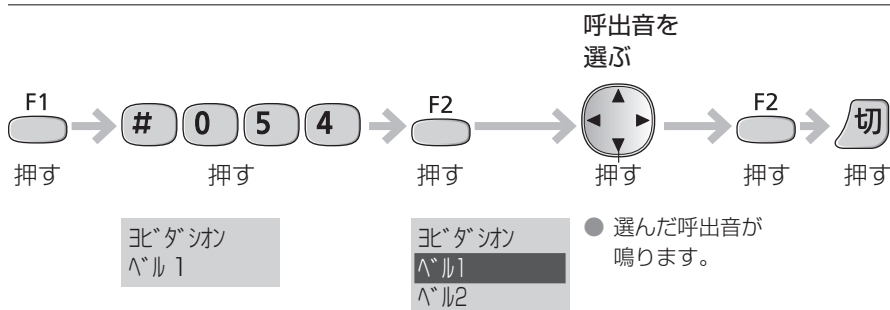 呼出音を
選ぶ
F1
# 0 5 4
F2
F2
切
押す
押す
押す
押す
押す
押す
ﾖﾋﾞﾀﾞｼｵﾝ
ﾍﾞﾙ 1
ﾖﾋﾞﾀﾞｼｵﾝ
ﾍﾞﾙ1
ﾍﾞﾙ2
● 選んだ呼出音が
鳴ります。